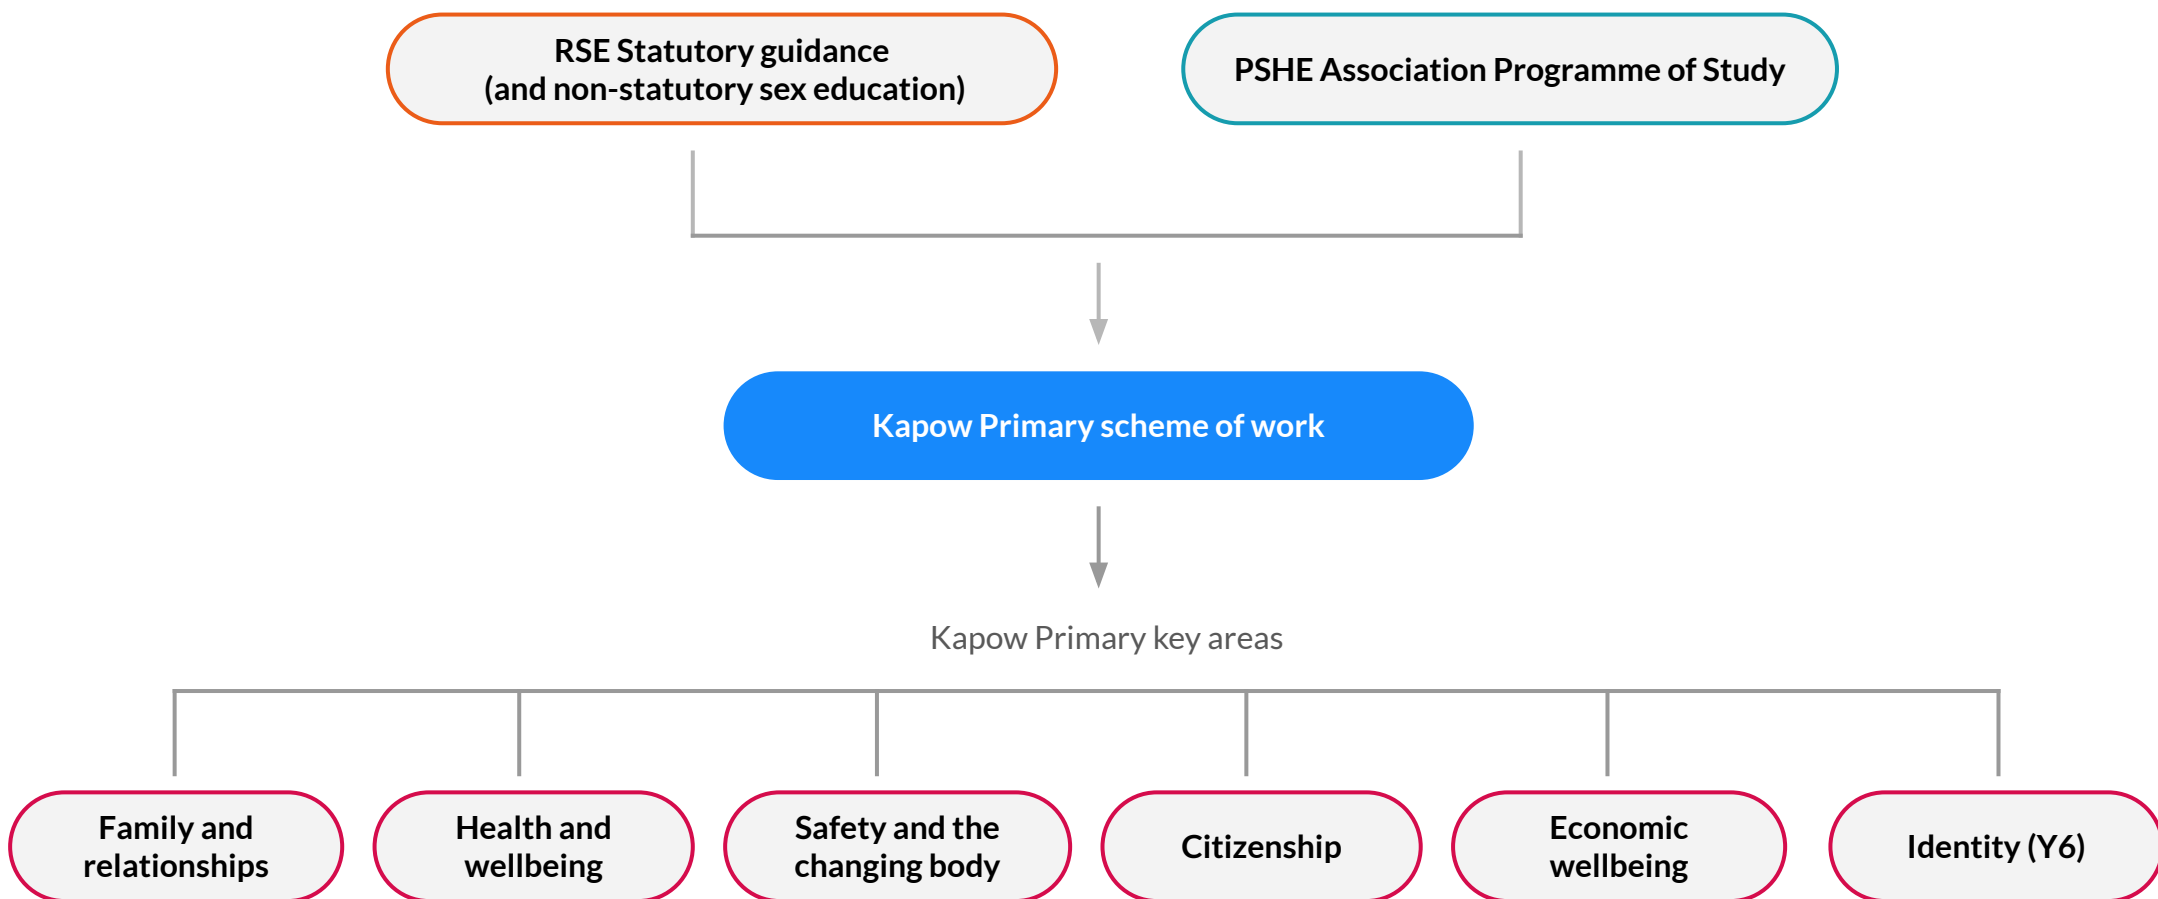 RSE Statutory guidance
(and non-statutory sex education)
PSHE Association Programme of Study
Kapow Primary scheme of work
Kapow Primary key areas
Family and
relationships
Health and
wellbeing
Safety and the
changing body
Citizenship
Economic
wellbeing
Identity (Y6)